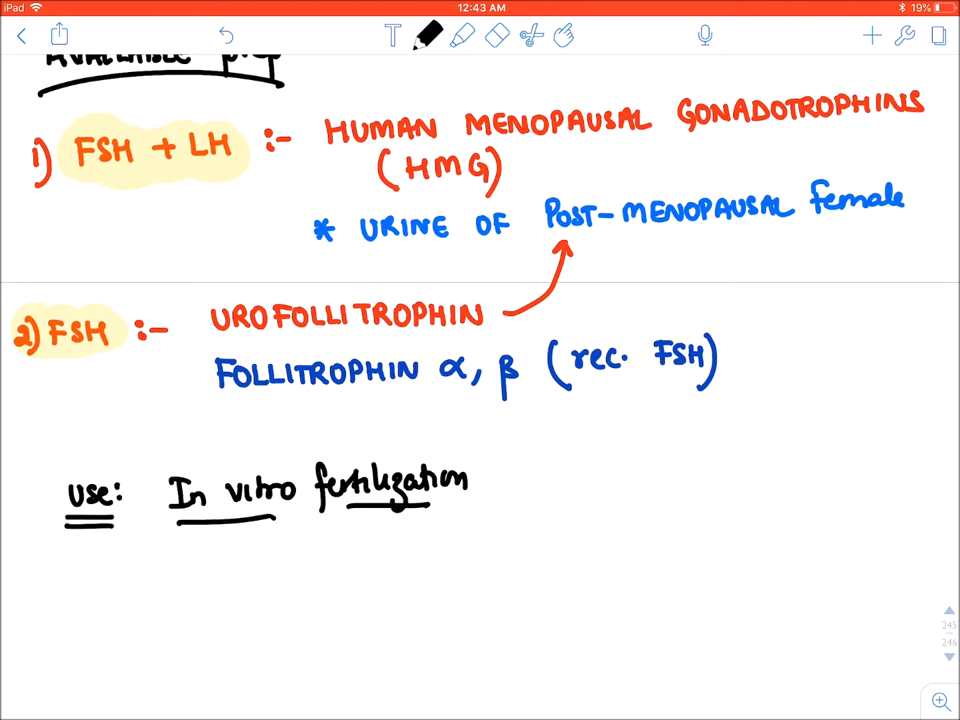 iPad 12:43 AM 19%
T
AVAILABLE
1) FSH + LH :- HUMAN MENOPAUSAL GONADOTROPHINS
(HMG)
* URINE OF POST-MENOPAUSAL female
2) FSH :- UROFOLLITROPHIN
FOLLITROPHIN α, β (rec. FSH)
USE: In vitro fertilization
245
246